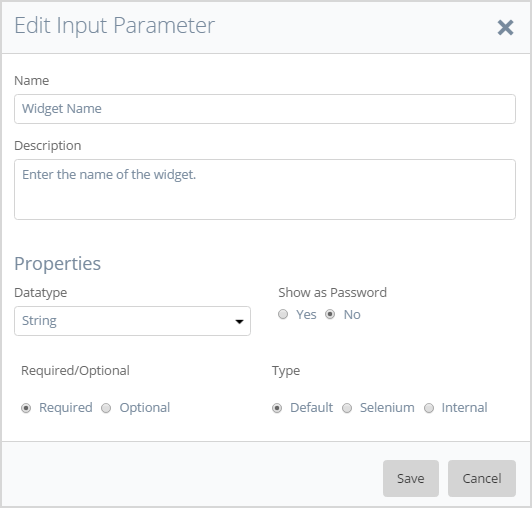 Edit Input Parameter
Name
Widget Name
Description
Enter the name of the widget.
Properties
Datatype
Show as Password
String
Yes No
Required/Optional
Type
Required Optional
Default Selenium Internal
Save Cancel